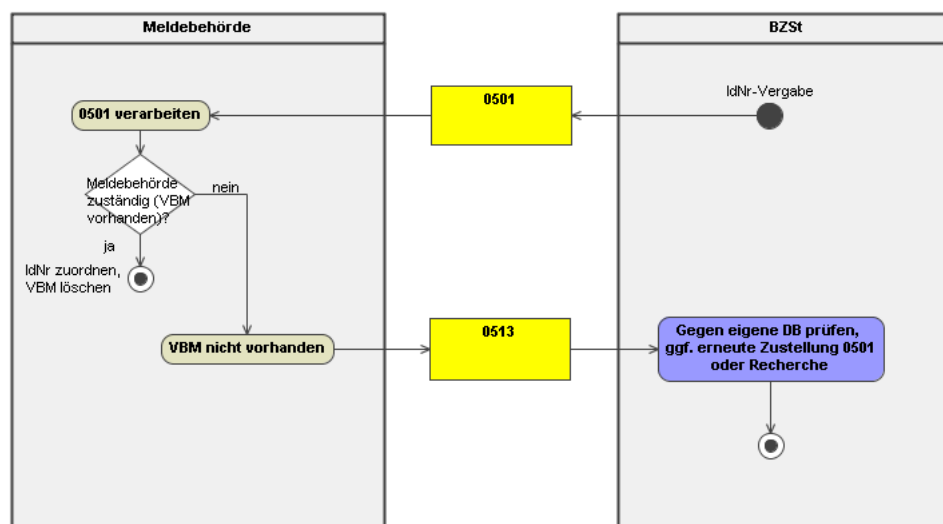 Meldebehörde
BZSt
IdNr-Vergabe
0501
0501 verarbeiten
Meldebehörde
zuständig (VBM
vorhanden)?
nein
ja
IdNr zuordnen,
VBM löschen
VBM nicht vorhanden
0513
Gegen eigene DB prüfen,
ggf. erneute Zustellung 0501
oder Recherche